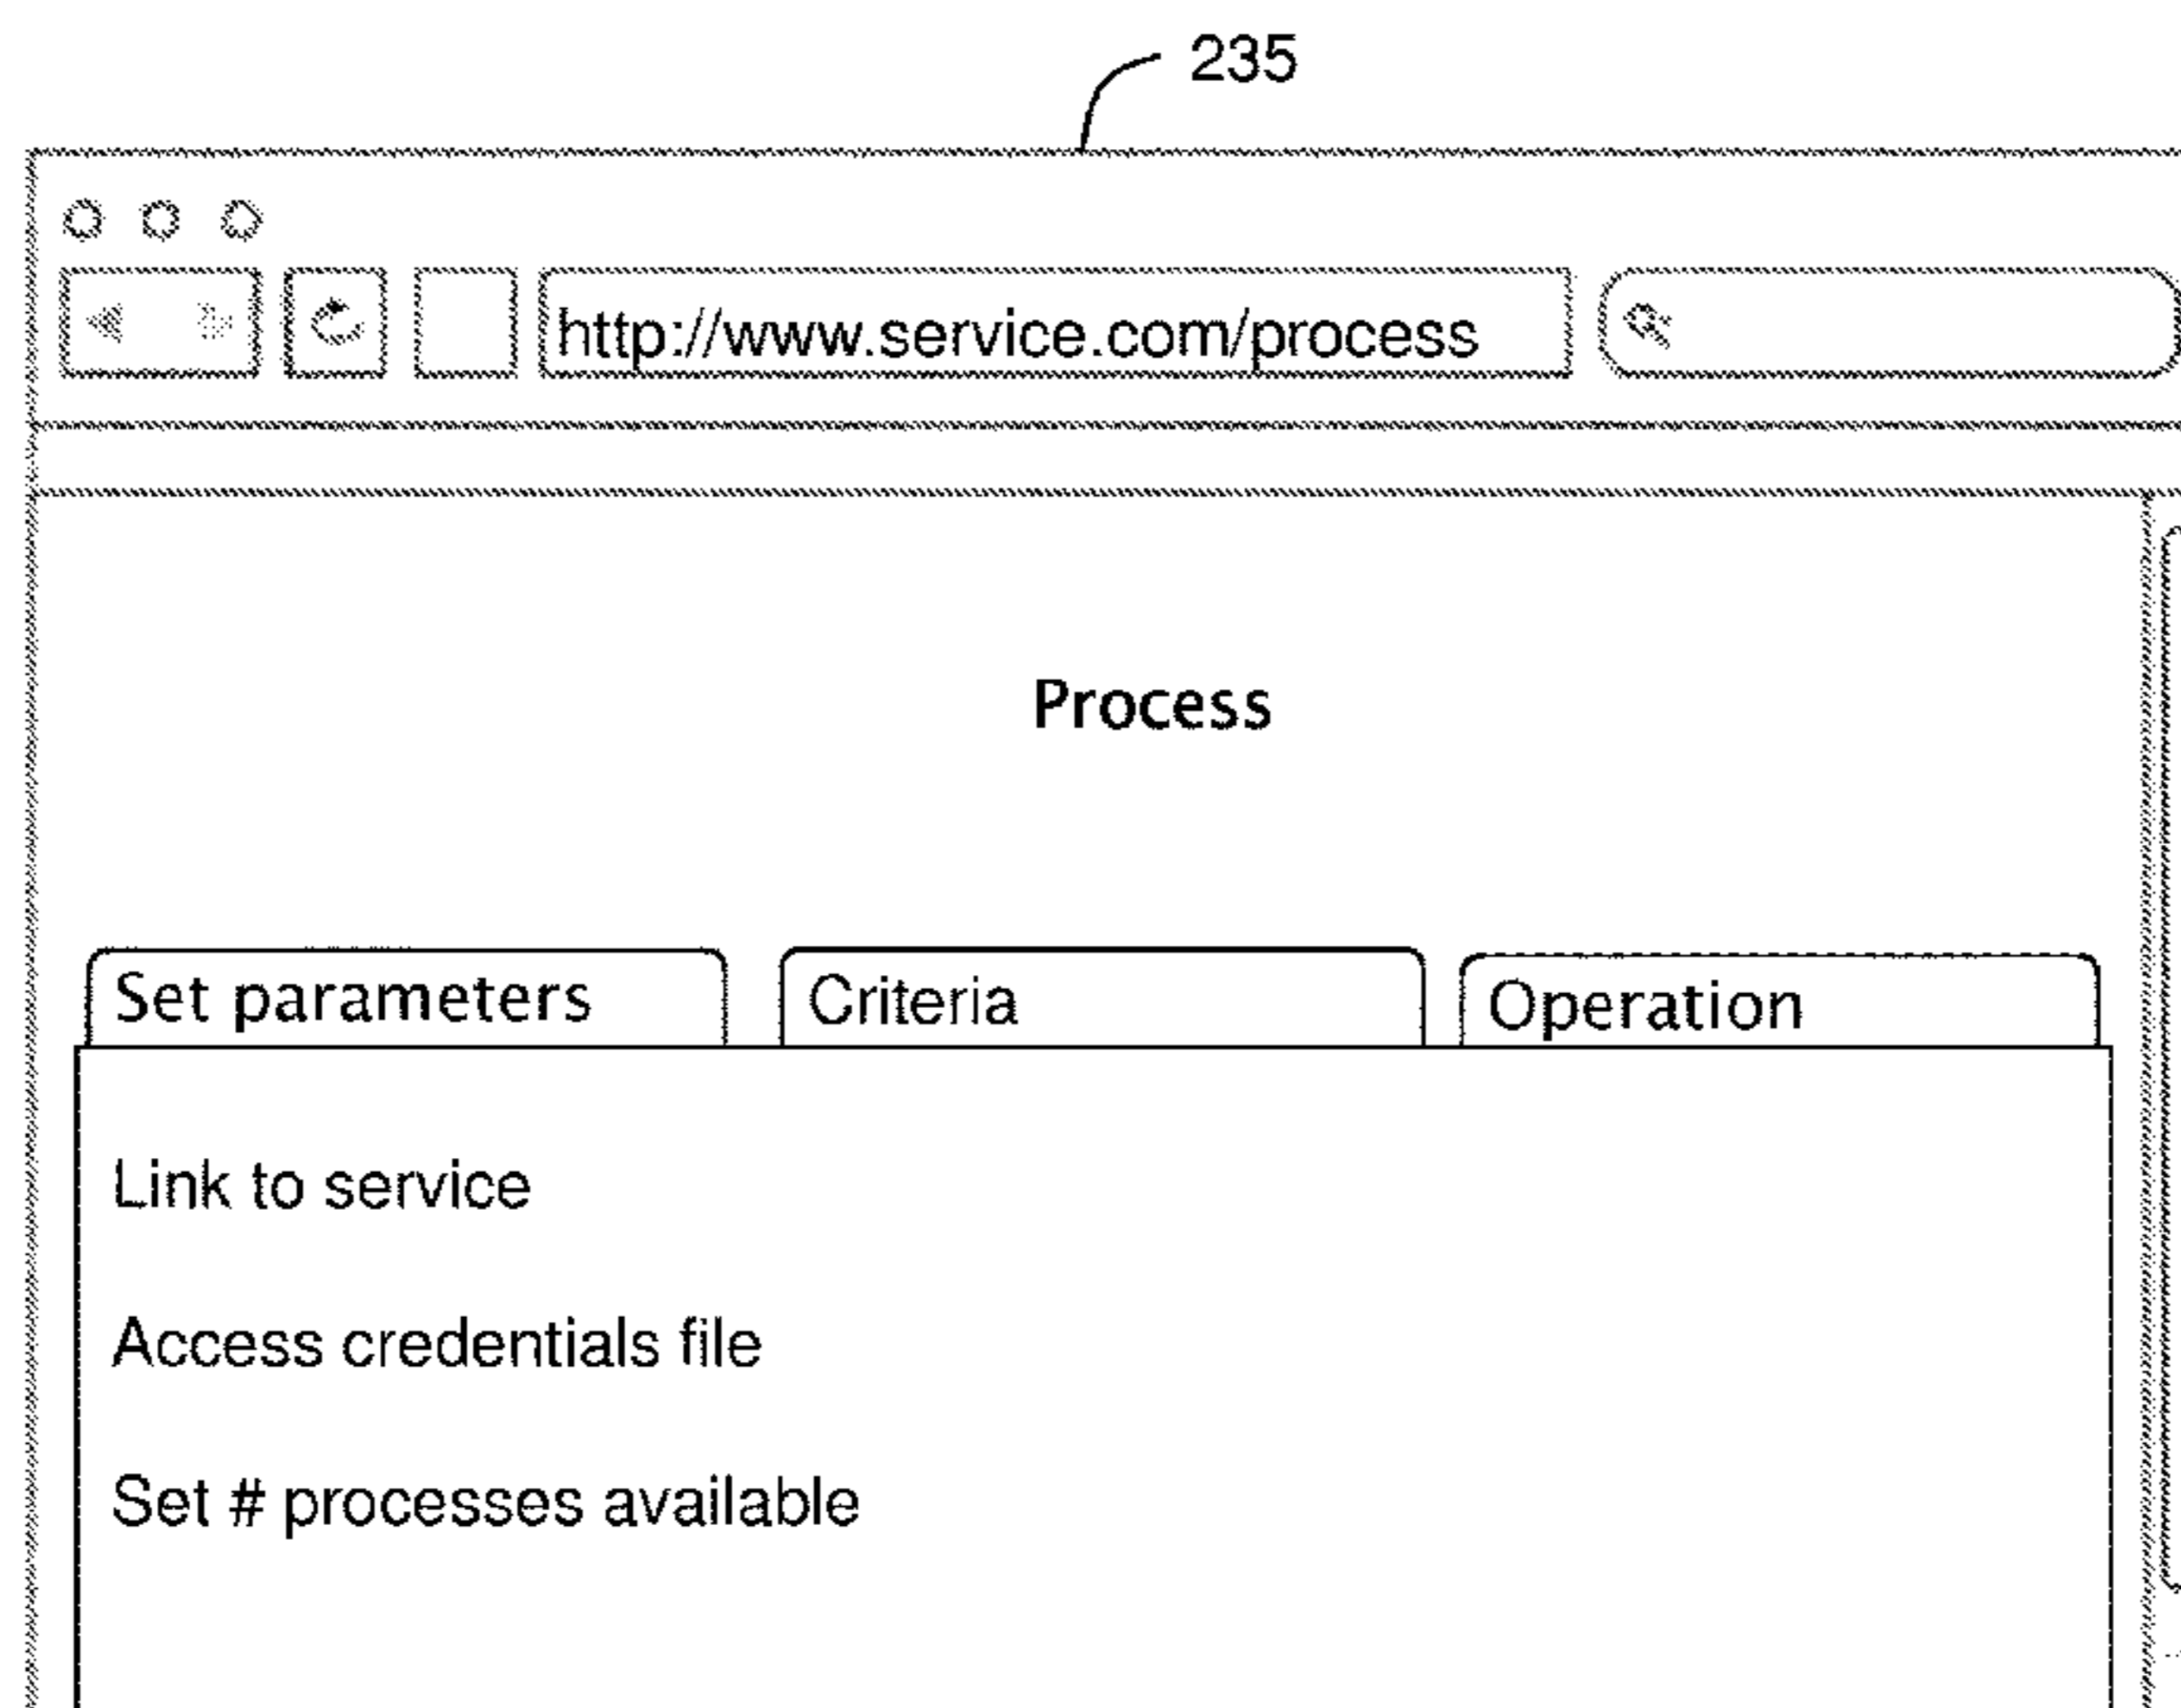 235
http://www.service.com/process
Process
Set parameters
Criteria
Operation
Link to service
Access credentials file
Set # processes available